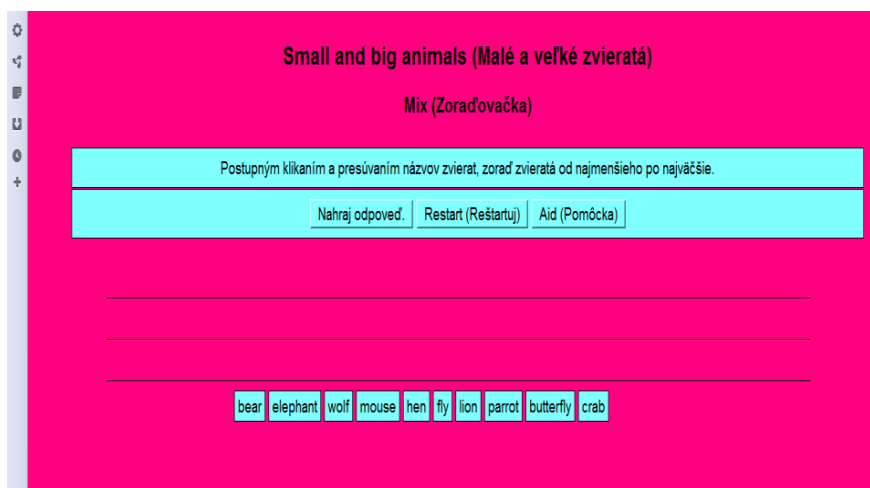 Small and big animals (Malé a veľké zvieratá)
Mix (Zoraďovačka)
Postupným klikaním a presúvaním názvov zvierat, zoraď zvieratá od najmenšieho po najväčšie.
Nahraj odpoveď. Restart (Reštartuj) Aid (Pomôcka)
bear elephant wolf mouse hen fly lion parrot butterfly crab